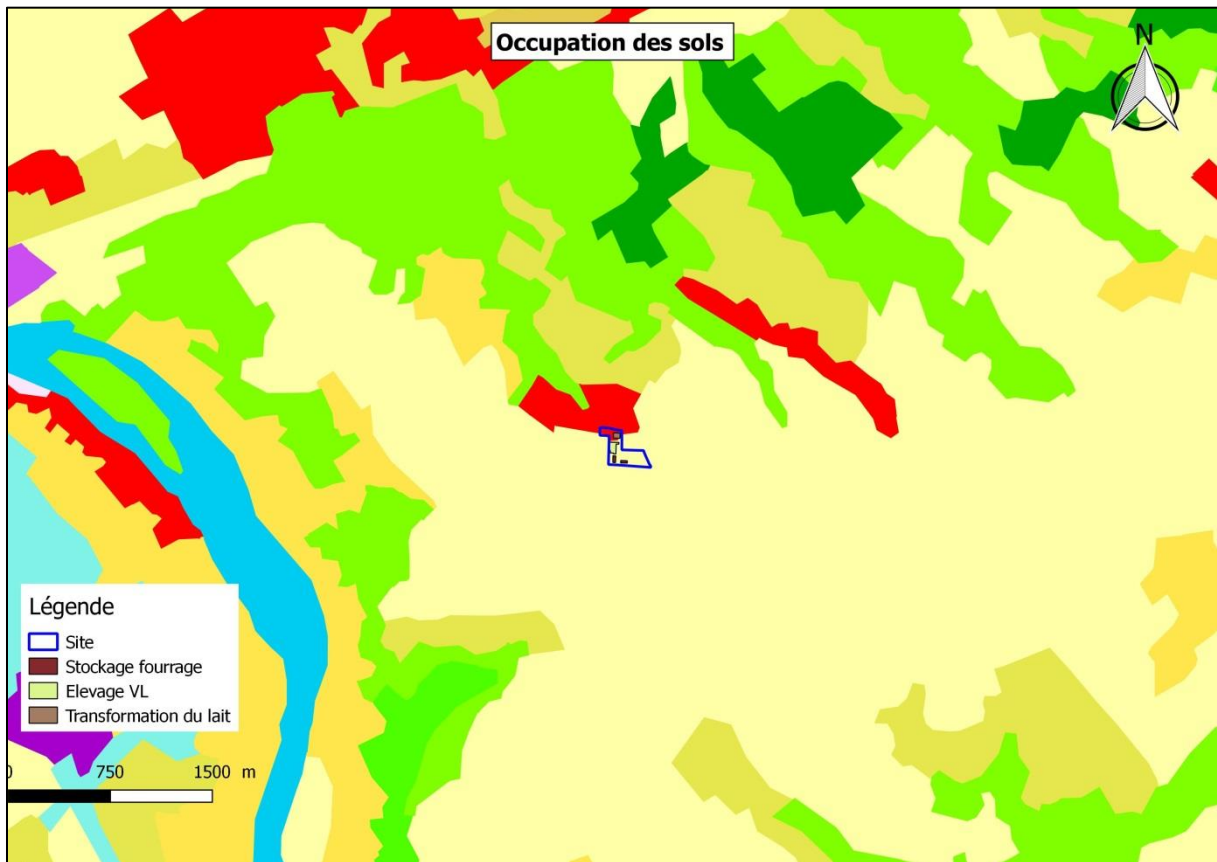 Occupation des sols
N
Légende
Site
Stockage fourrage
Elevage VL
Transformation du lait
0 750 1500 m